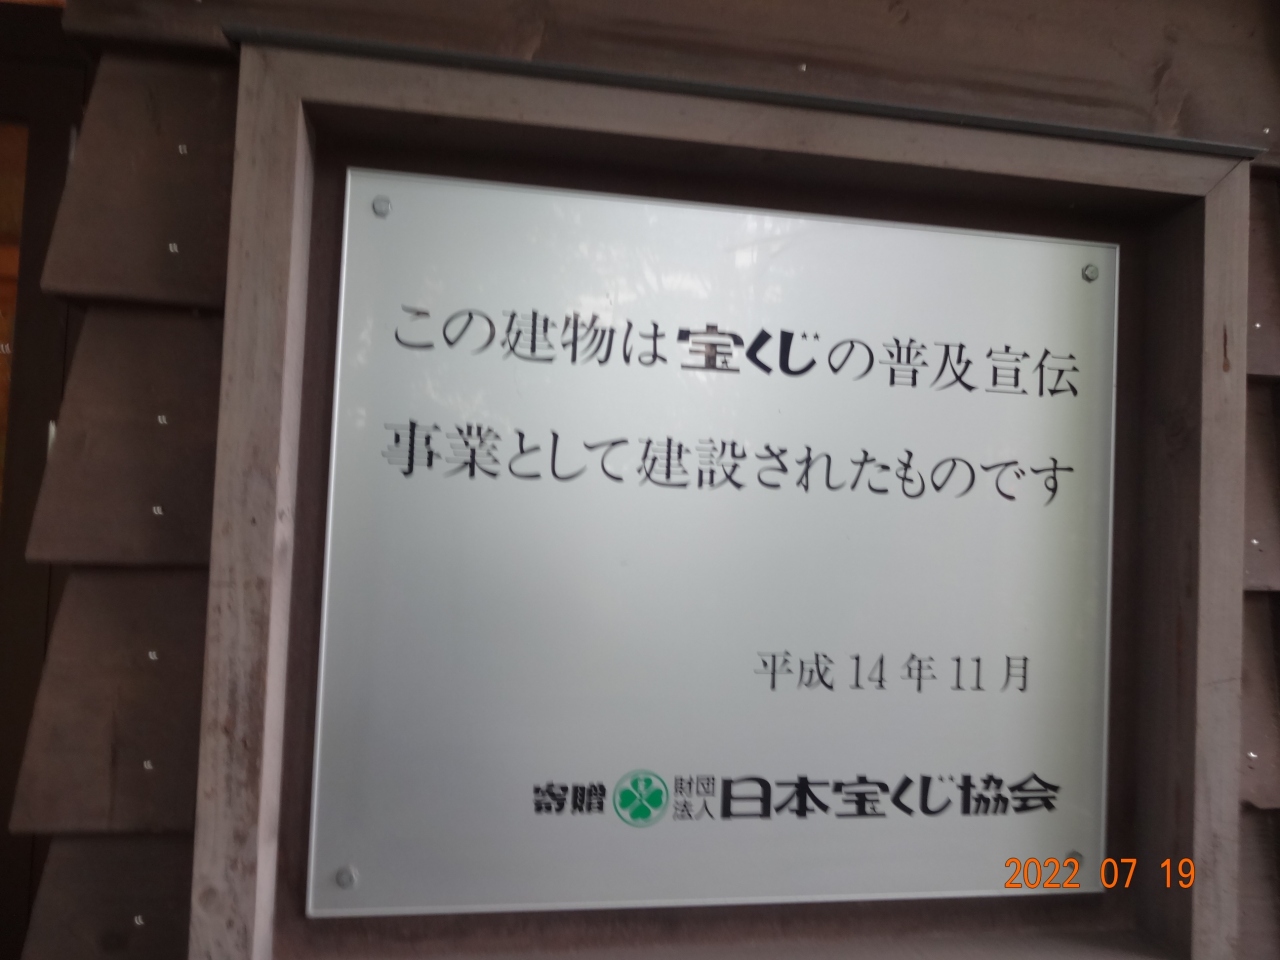 この建物は宝くじの普及宣伝
事業として建設されたものです
平成14年11月
寄贈 財団法人 日本宝くじ協会
2022 07 19